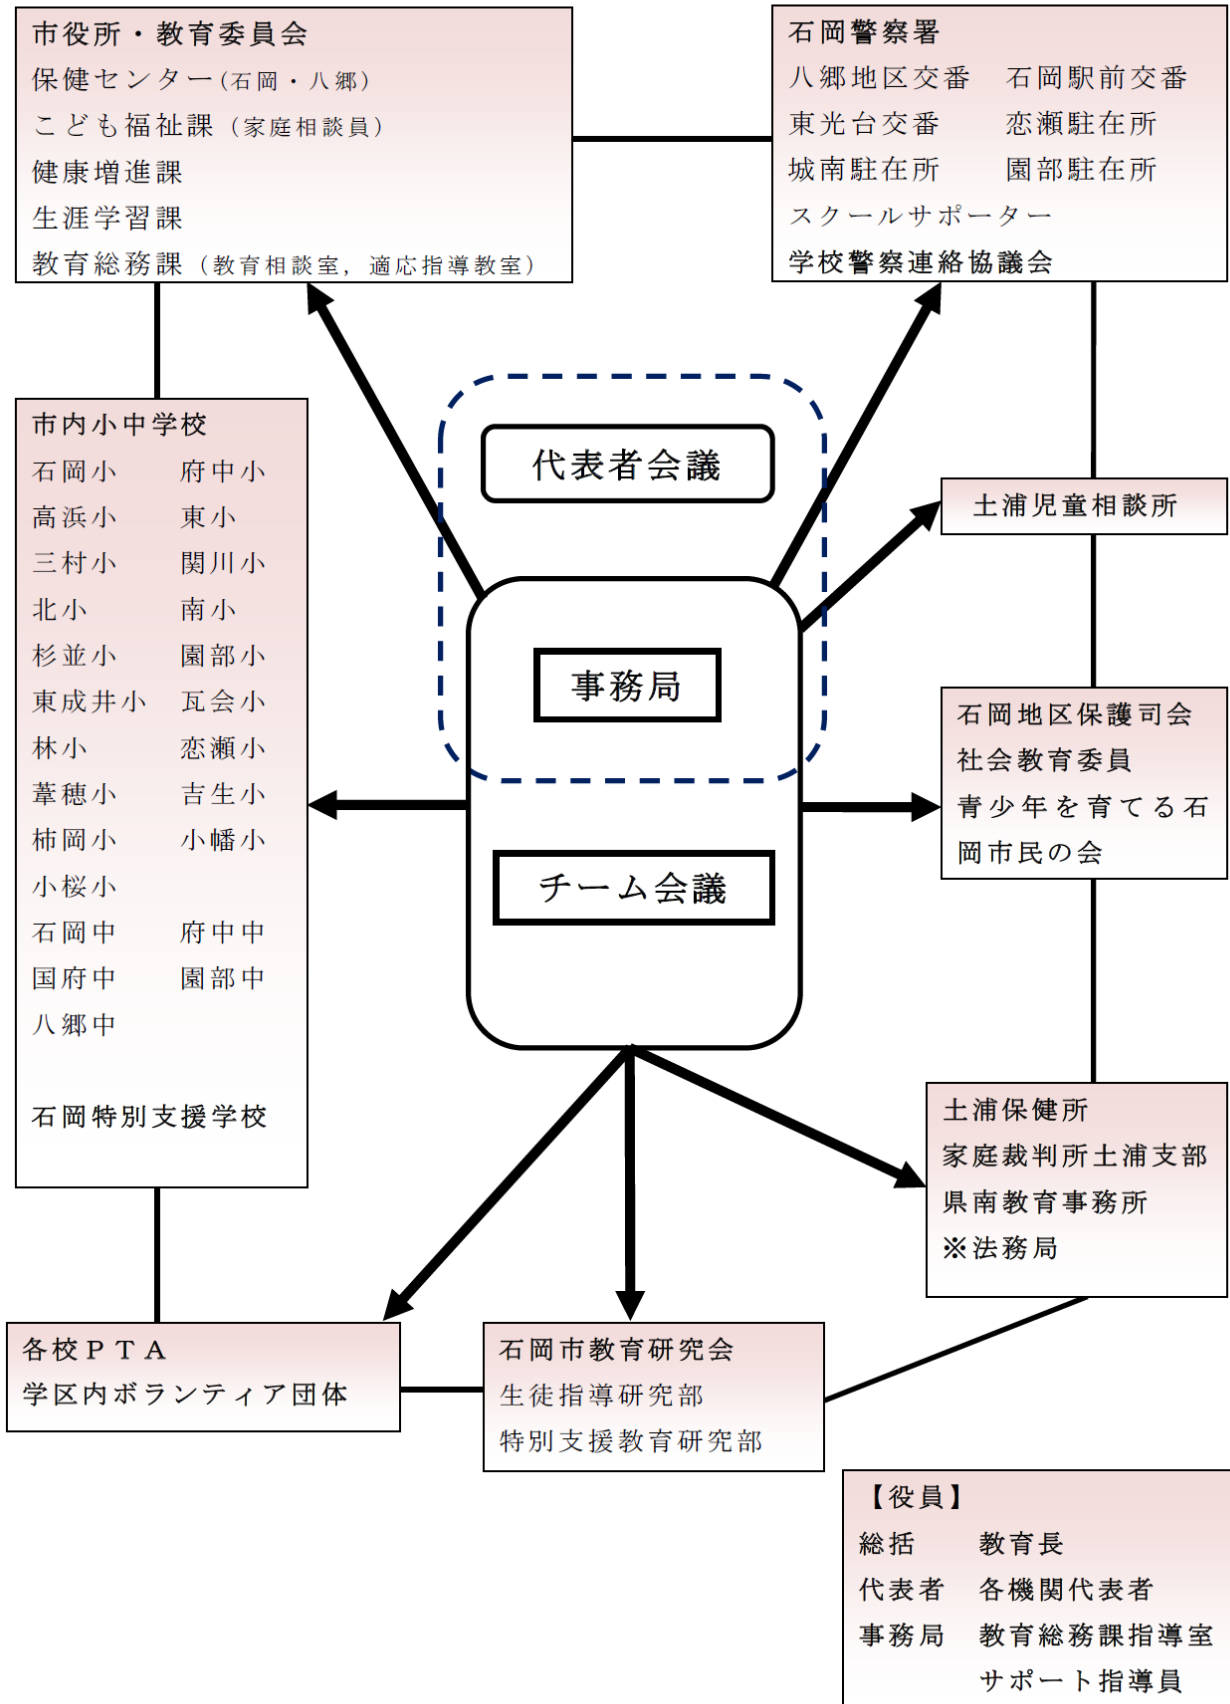 市役所・教育委員会
保健センター(石岡・八郷)
こども福祉課（家庭相談員）
健康増進課
生涯学習課
教育総務課（教育相談室，適応指導教室）
石岡警察署
八郷地区交番　石岡駅前交番
東光台交番　恋瀬駐在所
城南駐在所　園部駐在所
スクールサポーター
学校警察連絡協議会
代表者会議
事務局
チーム会議
市内小中学校
石岡小　府中小
高浜小　東小
三村小　関川小
北小　南小
杉並小　園部小
東成井小　瓦会小
林小　恋瀬小
葦穂小　吉生小
柿岡小　小幡小
小桜小
石岡中　府中中
国府中　園部中
八郷中
石岡特別支援学校
土浦児童相談所
石岡地区保護司会
社会教育委員
青少年を育てる石
岡市民の会
土浦保健所
家庭裁判所土浦支部
県南教育事務所
※法務局
各校ＰＴＡ
学区内ボランティア団体
石岡市教育研究会
生徒指導研究部
特別支援教育研究部
【役員】
総括　教育長
代表者　各機関代表者
事務局　教育総務課指導室
サポート指導員